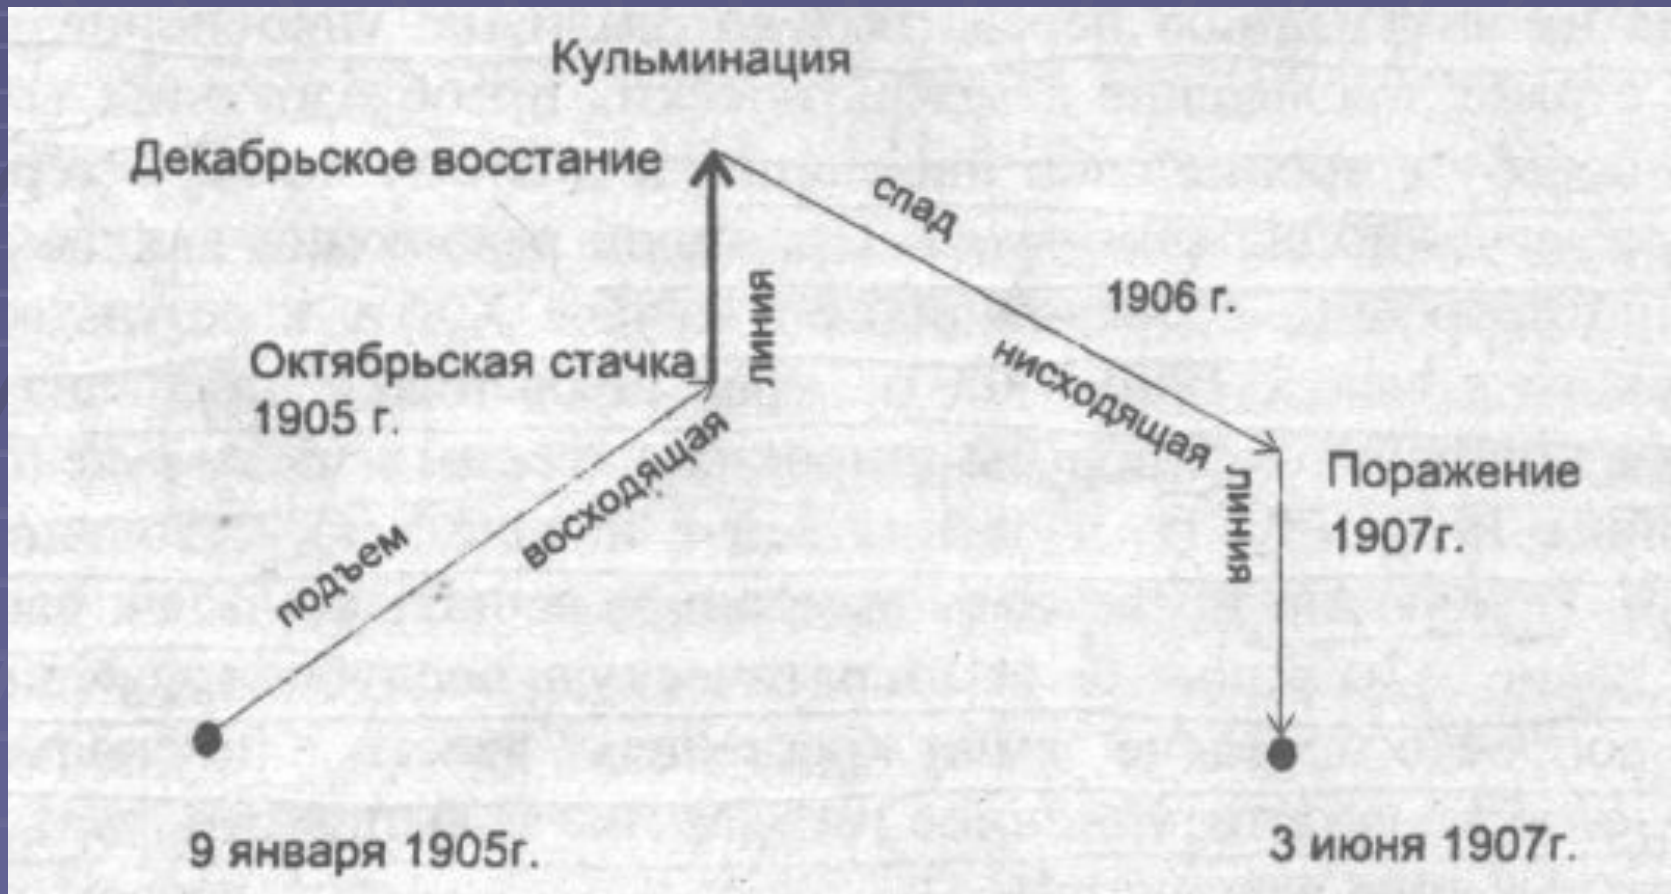 Кульминация
Декабрьское восстание
спад
1906 г.
линия
Октябрьская стачка
1905 г.
нисходящая
линия
восходящая
подъем
Поражение
1907г.
9 января 1905г.
3 июня 1907г.